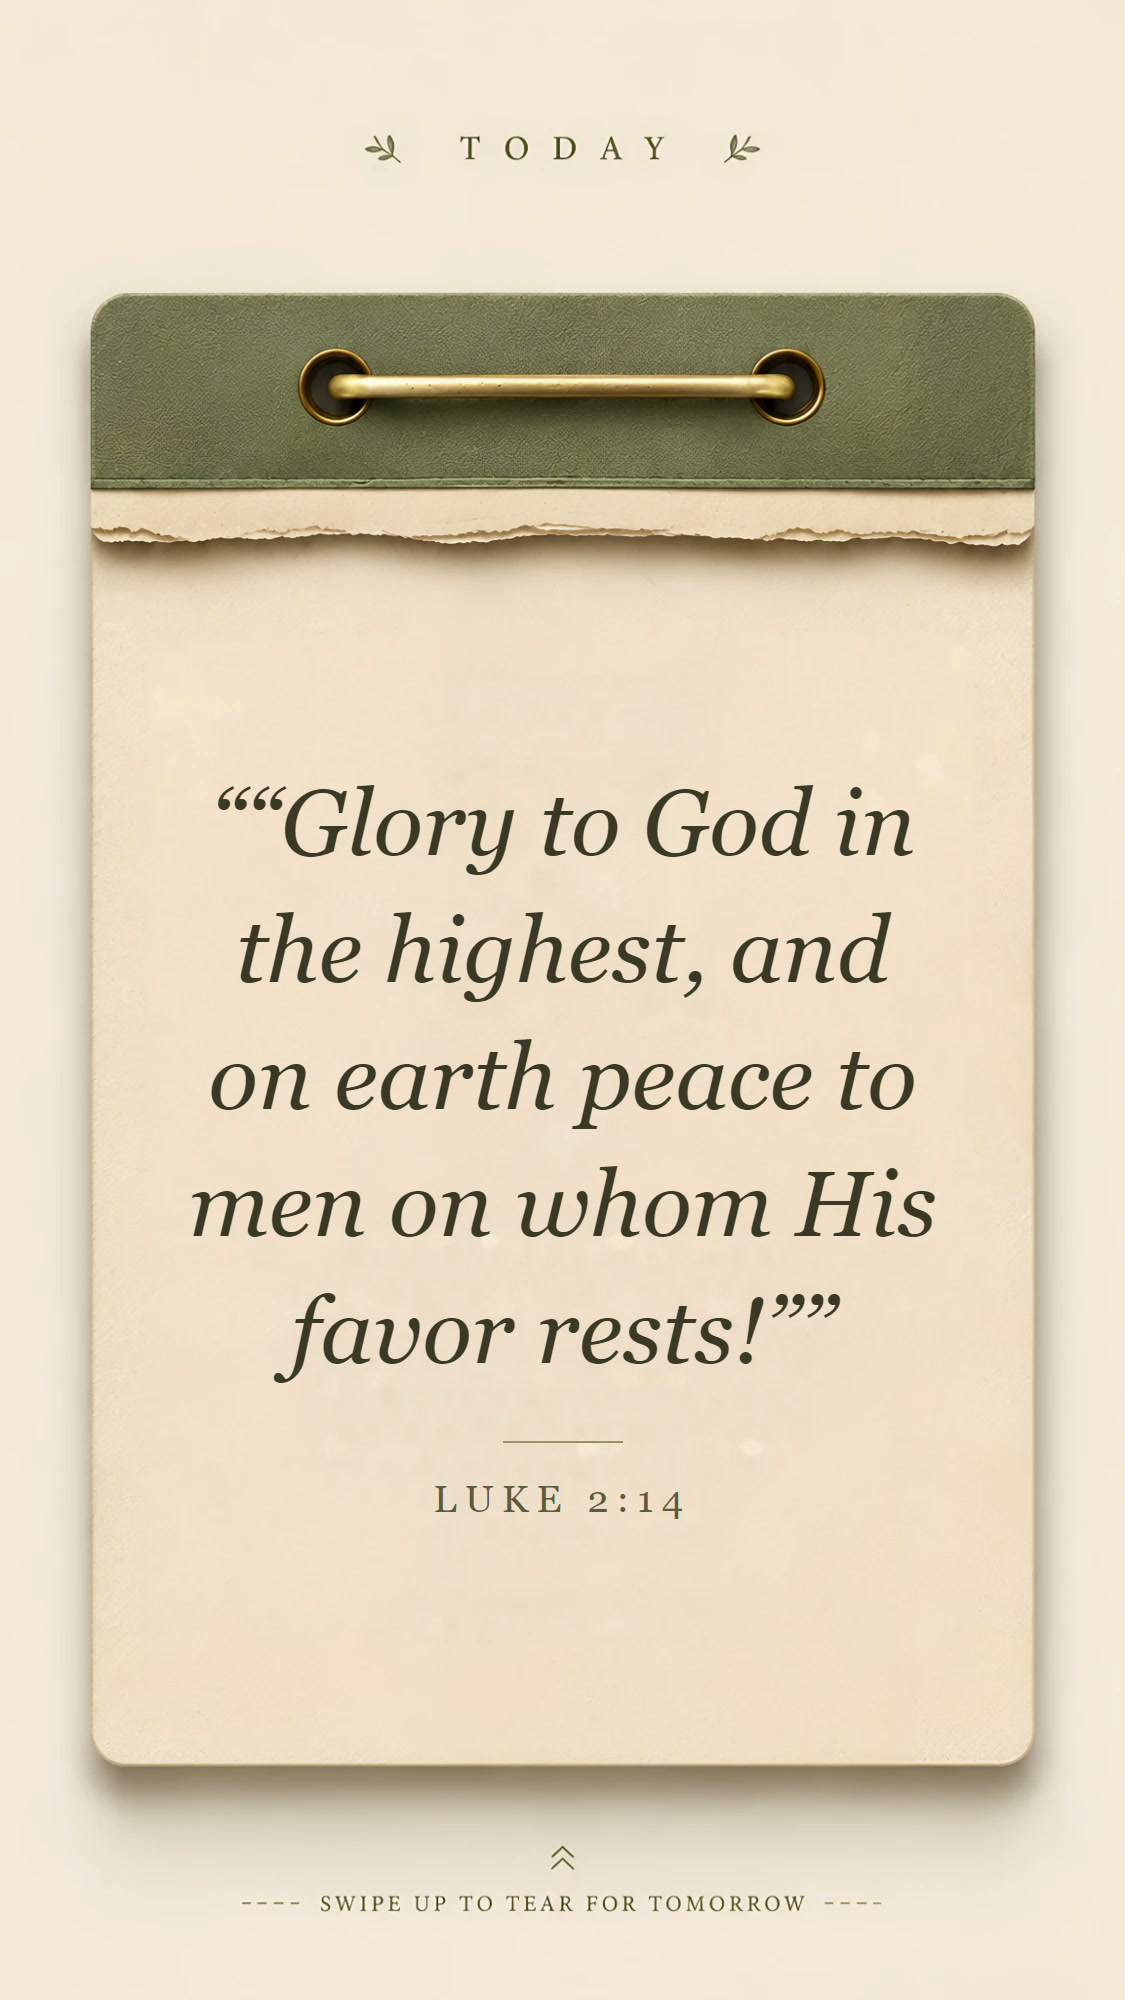 TODAY
““Glory to God in
the highest, and
on earth peace to
men on whom His
favor rests!””
LUKE 2:14
SWIPE UP TO TEAR FOR TOMORROW